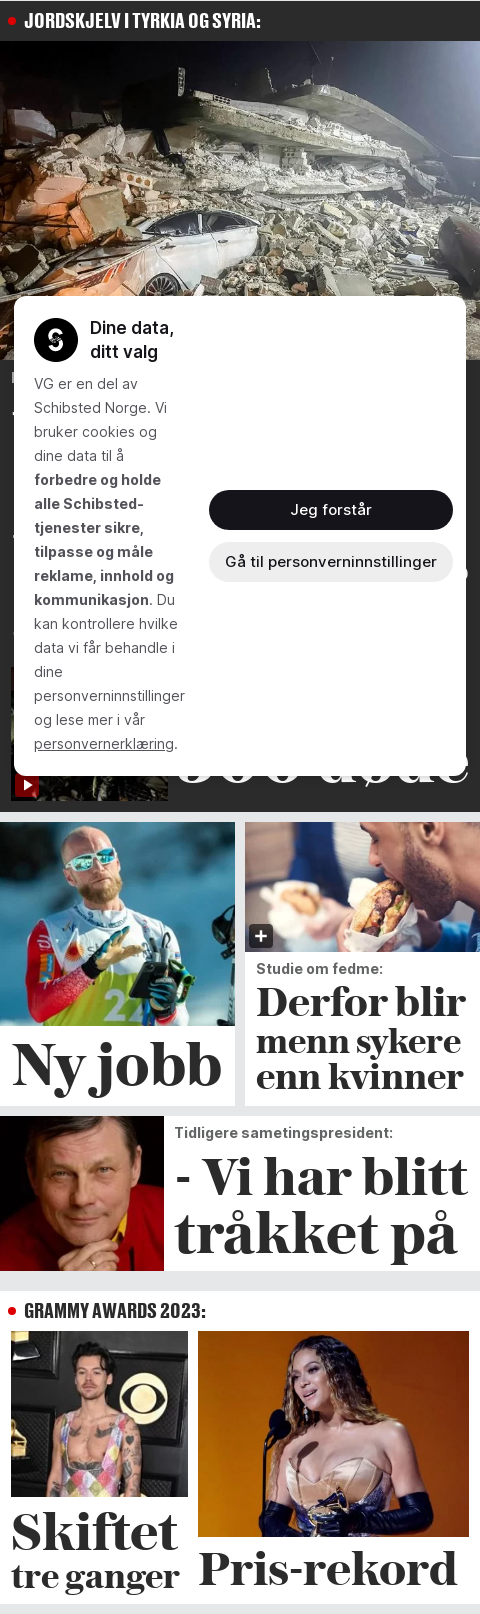 JORDSKJELV I TYRKIA OG SYRIA:
Dine data,
ditt valg
VG er en del av
Schibsted Norge. Vi
bruker cookies og
dine data til å
forbedre og holde
alle Schibsted-
tjenester sikre,
tilpasse og måle
reklame, innhold og
kommunikasjon. Du
kan kontrollere hvilke
data vi får behandle i
dine
personverninnstillinger
og lese mer i vår
personvernerklæring.
Jeg forstår
Gå til personverninnstillinger
Ny jobb
Studie om fedme:
Derfor blir
menn sykere
enn kvinner
Tidligere sametingspresident:
- Vi har blitt
tråkket på
GRAMMY AWARDS 2023:
Skiftet
tre ganger
Pris-rekord